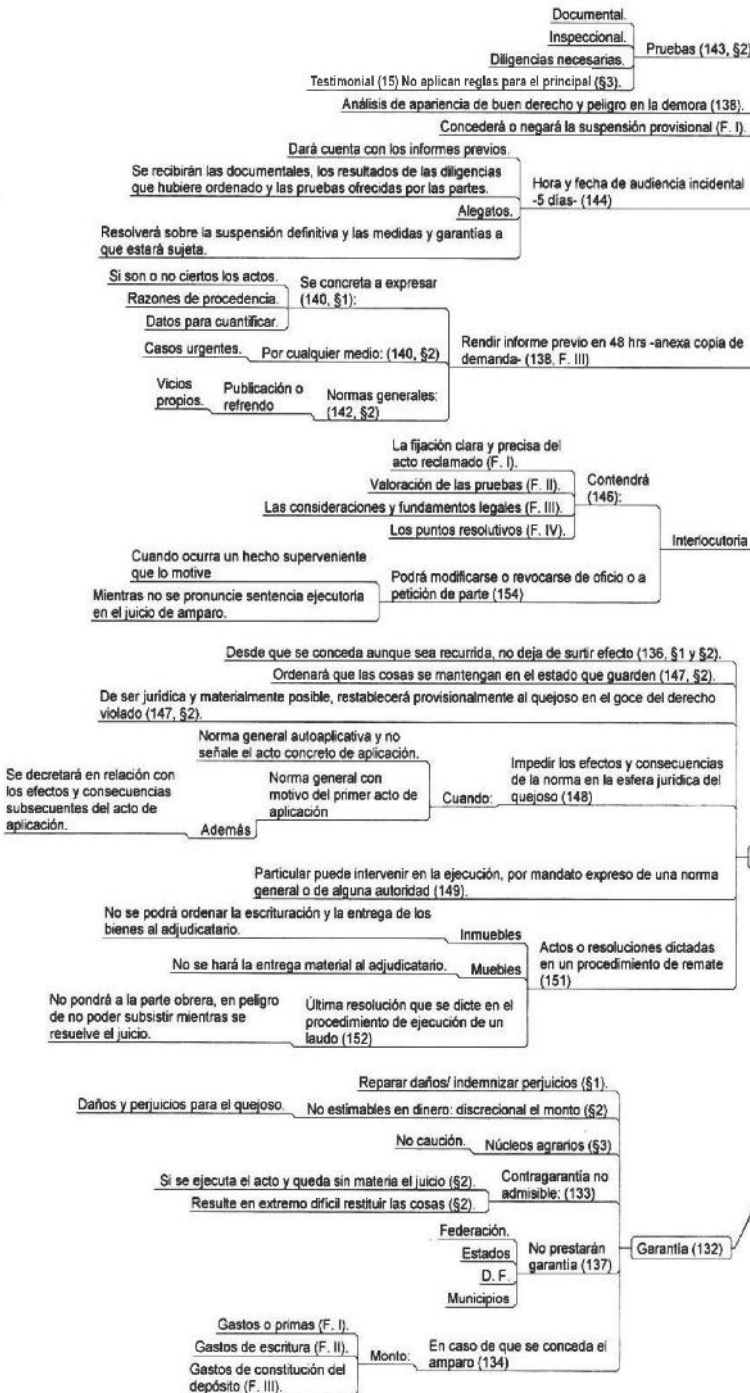 Documental.
Inspeccional.
Diligencias necesarias.
Testimonial (15) No aplican reglas para el principal (§3).
Pruebas (143, §2)
Análisis de apariencia de buen derecho y peligro en la demora (138).
Concederá o negará la suspensión provisional (F. I).
Dará cuenta con los informes previos.
Se recibirán las documentales, los resultados de las diligencias
que hubiere ordenado y las pruebas ofrecidas por las partes.
Alegatos.
Resolverá sobre la suspensión definitiva y las medidas y garantías a
que estará sujeta.
Hora y fecha de audiencia incidental
-5 días- (144)
Si son o no ciertos los actos.
Razones de procedencia.
Datos para cuantificar.
Se concreta a expresar
(140, §1):
Casos urgentes.
Por cualquier medio: (140, §2)
Vicios
propios.
Publicación o
refrendo
Normas generales:
(142, §2)
Rendir informe previo en 48 hrs -anexa copia de
demanda- (138, F. III)
La fijación clara y precisa del
acto reclamado (F. I).
Valoración de las pruebas (F. II).
Las consideraciones y fundamentos legales (F. III).
Los puntos resolutivos (F. IV).
Contendrá
(146):
Cuando ocurra un hecho superveniente
que lo motive
Mientras no se pronuncie sentencia ejecutoria
en el juicio de amparo.
Podrá modificarse o revocarse de oficio o a
petición de parte (154)
Interlocutoria
Desde que se conceda aunque sea recurrida, no deja de surtir efecto (136, §1 y §2).
Ordenará que las cosas se mantengan en el estado que guarden (147, §2).
De ser jurídica y materialmente posible, restablecerá provisionalmente al quejoso en el goce del derecho
violado (147, §2).
Norma general autoaplicativa y no
señale el acto concreto de aplicación.
Se decretará en relación con
los efectos y consecuencias
subsecuentes del acto de
aplicación.
Además
Norma general con
motivo del primer acto de
aplicación
Cuando:
Impedir los efectos y consecuencias
de la norma en la esfera jurídica del
quejoso (148)
Particular puede intervenir en la ejecución, por mandato expreso de una norma
general o de alguna autoridad (149).
No se podrá ordenar la escrituración y la entrega de los
bienes al adjudicatario.
Inmuebles
No se hará la entrega material al adjudicatario.
Muebles
No pondrá a la parte obrera, en peligro
de no poder subsistir mientras se
resuelve el juicio.
Última resolución que se dicte en el
procedimiento de ejecución de un
laudo (152)
Actos o resoluciones dictadas
en un procedimiento de remate
(151)
Reparar daños/ indemnizar perjuicios (§1).
Daños y perjuicios para el quejoso.
No estimables en dinero: discrecional el monto (§2)
No caución.
Núcleos agrarios (§3)
Si se ejecuta el acto y queda sin materia el juicio (§2).
Resulte en extremo difícil restituir las cosas (§2).
Contragarantía no
admisible: (133)
Federación.
Estados
D. F.
Municipios
No prestarán
garantía (137)
Garantía (132)
Gastos o primas (F. I).
Gastos de escritura (F. II).
Gastos de constitución del
depósito (F. III).
Monto:
En caso de que se conceda el
amparo (134)